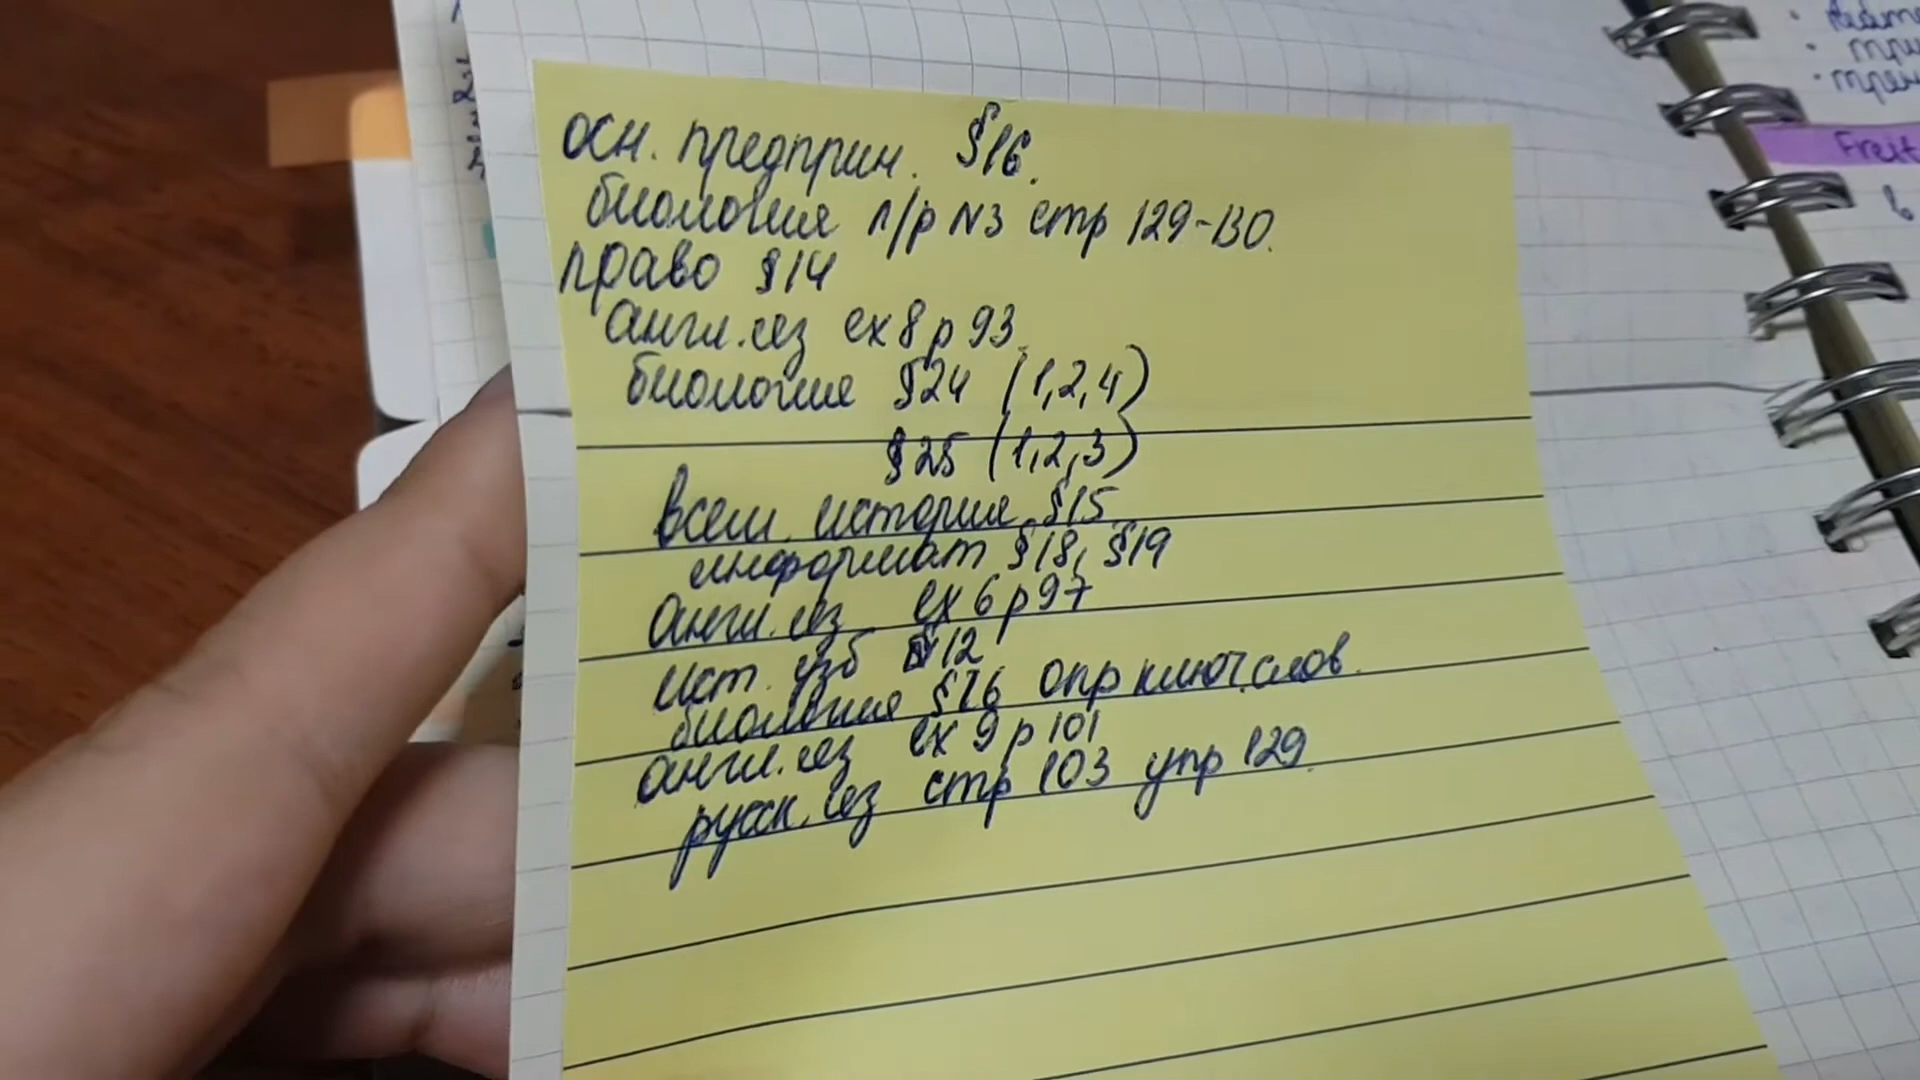 осн. предприн. §16.
биология л/р N3 стр 129-130.
право §14
англ. яз ex 8 p 93.
биология §24 (1,2,4)
§25 (1,2,3)
всем. история §15.
информат §18, §19
англ. яз ex 6 p 97
ист. узб §12
биология §26 опр ключ. слов.
англ. яз ex 9 p 101
русск. яз стр 103 упр 129.